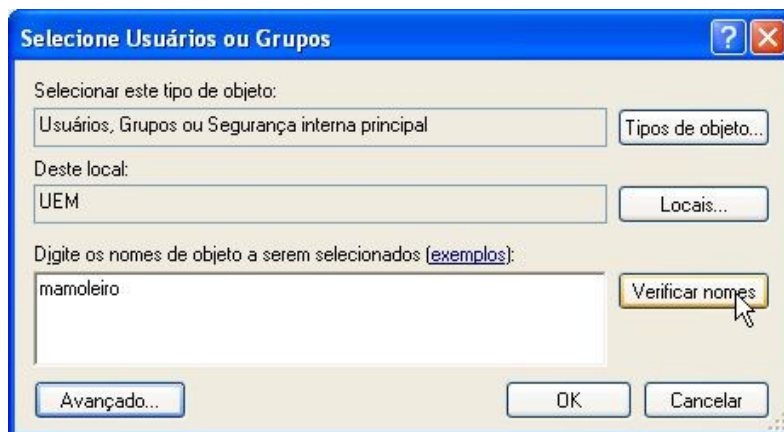 Selecione Usuários ou Grupos
Selecionar este tipo de objeto:
Usuários, Grupos ou Segurança interna principal
Tipos de objeto...
Deste local:
UEM
Locais...
Digite os nomes de objeto a serem selecionados (exemplos):
mamoleiro
Verificar nomes
Avançado...
OK
Cancelar